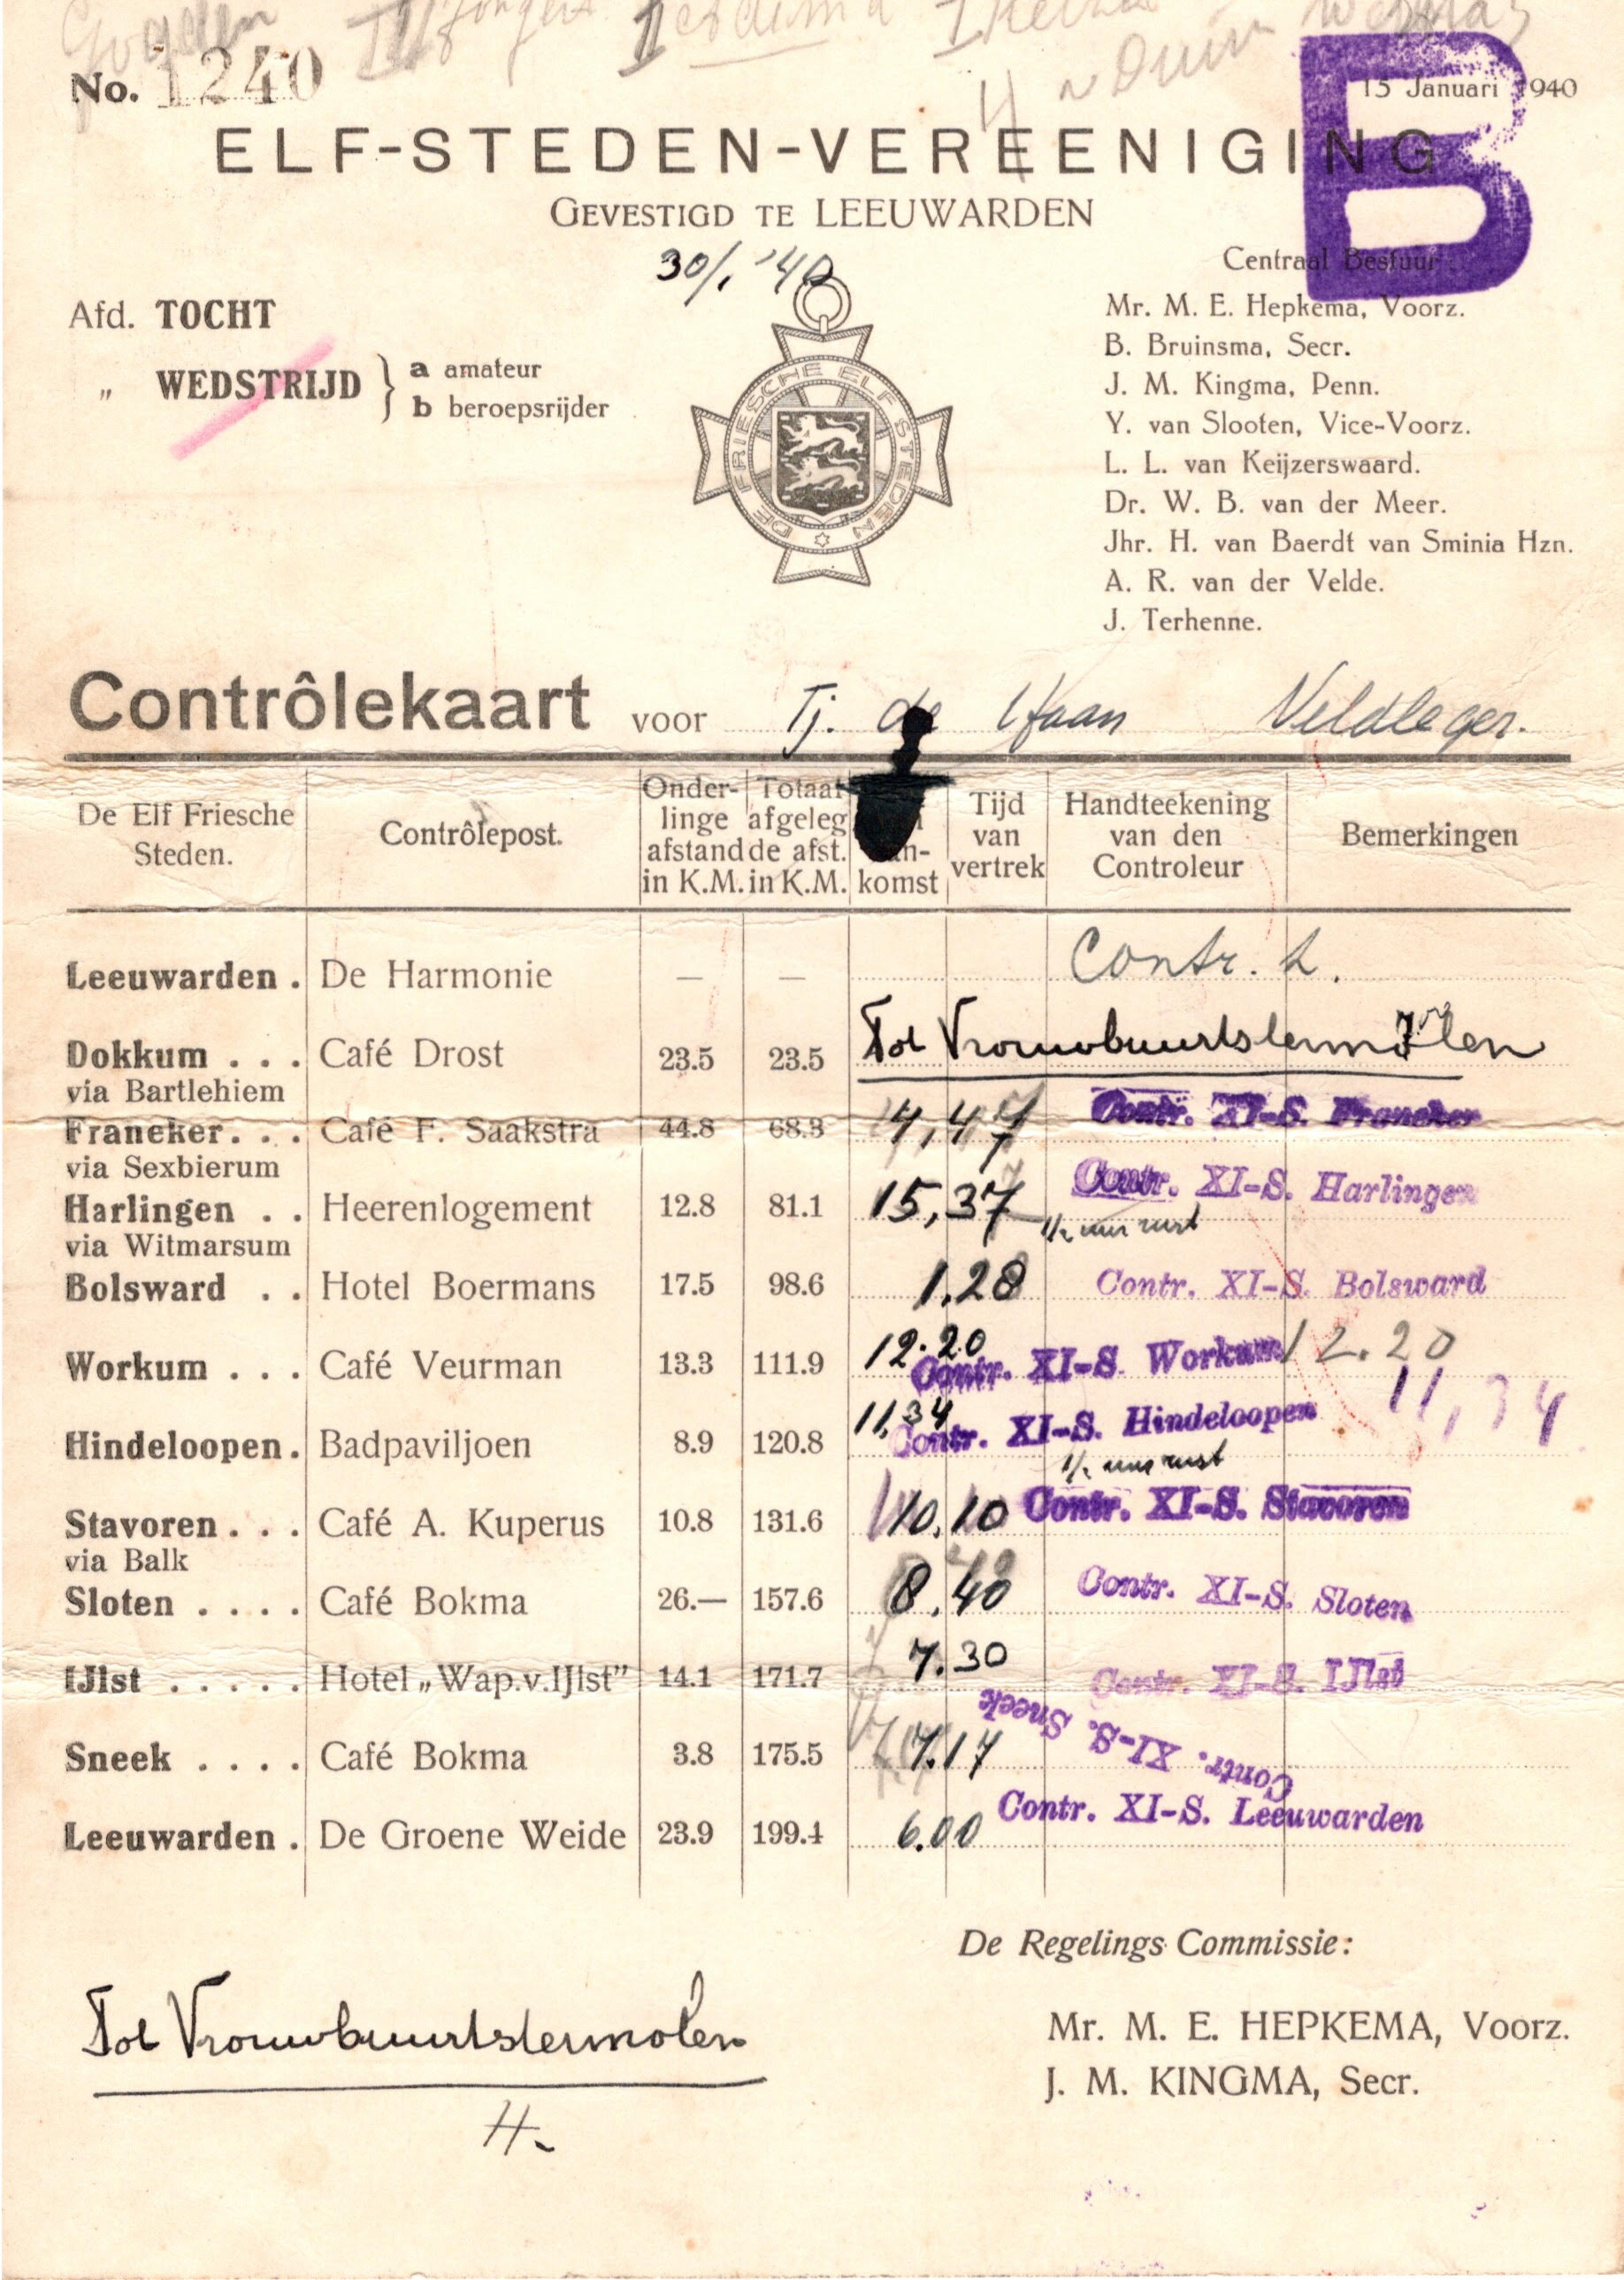 No. 1240
15 Januari 1940
B
ELF-STEDEN-VEREENIGING
GEVESTIGD TE LEEUWARDEN
30/1 '40
Centraal Bestuur:
Afd. TOCHT
„ WEDSTRIJD } a amateur
b beroepsrijder
DE FRIESCHE ELF STEDEN
Mr. M. E. Hepkema, Voorz.
B. Bruinsma, Secr.
J. M. Kingma, Penn.
Y. van Slooten, Vice-Voorz.
L. L. van Keijzerswaard.
Dr. W. B. van der Meer.
Jhr. H. van Baerdt van Sminia Hzn.
A. R. van der Velde.
J. Terhenne.
Contrôlekaart voor Tj. de Haan Veldleger.
De Elf Friesche Steden. Contrôlepost. Onder-linge afstand in K.M. Totaal afgeleg de afst. in K.M. komst Tijd van vertrek Handteekening van den Controleur Bemerkingen
Leeuwarden . De Harmonie — — Contr. L.
Dokkum . . . Café Drost 23.5 23.5 Tot Vrouwbuurtstermolen
via Bartlehiem
Franeker. . . Café F. Saakstra 44.8 68.3 4,47 Contr. XI-S. Franeker
via Sexbierum
Harlingen . . Heerenlogement 12.8 81.1 15,37 Contr. XI-S. Harlingen
½ uur rust
via Witmarsum
Bolsward . . Hotel Boermans 17.5 98.6 1.28 Contr. XI-S. Bolsward
Workum . . . Café Veurman 13.3 111.9 12.20 Contr. XI-S. Workum 12.20
Hindeloopen. Badpaviljoen 8.9 120.8 11,34 Contr. XI-S. Hindeloopen 11,34
½ uur rust
Stavoren . . . Café A. Kuperus 10.8 131.6 10.10 Contr. XI-S. Stavoren
via Balk
Sloten . . . . Café Bokma 26.— 157.6 8.40 Contr. XI-S. Sloten
IJlst . . . . . Hotel „Wap.v.IJlst" 14.1 171.7 7.30 Contr. XI-S. IJlst
Sneek . . . . Café Bokma 3.8 175.5 7.17 Contr. XI-S. Sneek
Leeuwarden . De Groene Weide 23.9 199.4 6.00 Contr. XI-S. Leeuwarden
De Regelings Commissie:
Tot Vrouwbuurtstermolen
H.
Mr. M. E. HEPKEMA, Voorz.
J. M. KINGMA, Secr.